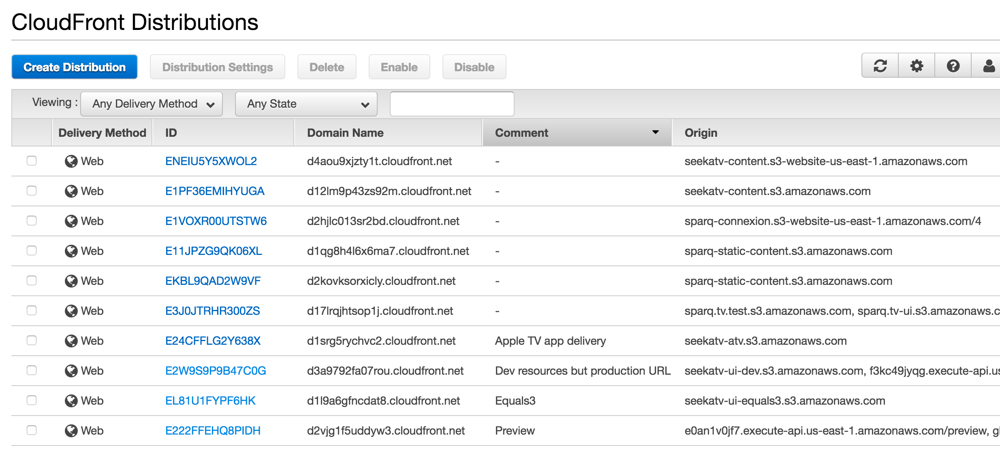 CloudFront Distributions
Create Distribution Distribution Settings Delete Enable Disable
Viewing : Any Delivery Method Any State
Delivery Method ID Domain Name Comment Origin
Web ENEIU5Y5XWOL2 d4aou9xjzty1t.cloudfront.net - seekatv-content.s3-website-us-east-1.amazonaws.com
Web E1PF36EMIHYUGA d12lm9p43zs92m.cloudfront.net - seekatv-content.s3.amazonaws.com
Web E1VOXR00UTSTW6 d2hjlc013sr2bd.cloudfront.net - sparq-connexion.s3-website-us-east-1.amazonaws.com/4
Web E11JPZG9QK06XL d1qg8h4l6x6ma7.cloudfront.net - sparq-static-content.s3.amazonaws.com
Web EKBL9QAD2W9VF d2kovksorxicly.cloudfront.net - sparq-static-content.s3.amazonaws.com
Web E3J0JTRHR300ZS d17lrqjhtsop1j.cloudfront.net - sparq.tv.test.s3.amazonaws.com, sparq.tv-ui.s3.amazonaws.c
Web E24CFFLG2Y638X d1srg5rychvc2.cloudfront.net Apple TV app delivery seekatv-atv.s3.amazonaws.com
Web E2W9S9P9B47C0G d3a9792fa07rou.cloudfront.net Dev resources but production URL seekatv-ui-dev.s3.amazonaws.com, f3kc49jyqg.execute-api.us
Web EL81U1FYPF6HK d1l9a6gfncdat8.cloudfront.net Equals3 seekatv-ui-equals3.s3.amazonaws.com
Web E222FFEHQ8PIDH d2vjg1f5uddyw3.cloudfront.net Preview e0an1v0jf7.execute-api.us-east-1.amazonaws.com/preview,